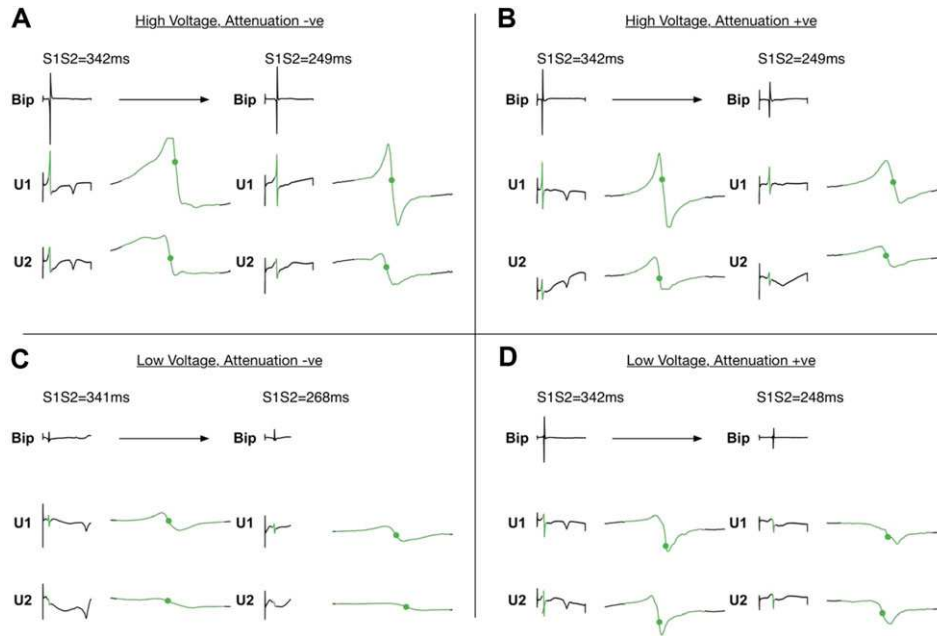 A
High Voltage, Attenuation -ve
S1S2=342ms
S1S2=249ms
Bip
Bip
U1
U1
U2
U2
B
High Voltage, Attenuation +ve
S1S2=342ms
S1S2=249ms
Bip
Bip
U1
U1
U2
U2
C
Low Voltage, Attenuation -ve
S1S2=341ms
S1S2=268ms
Bip
Bip
U1
U1
U2
U2
D
Low Voltage, Attenuation +ve
S1S2=342ms
S1S2=248ms
Bip
Bip
U1
U1
U2
U2